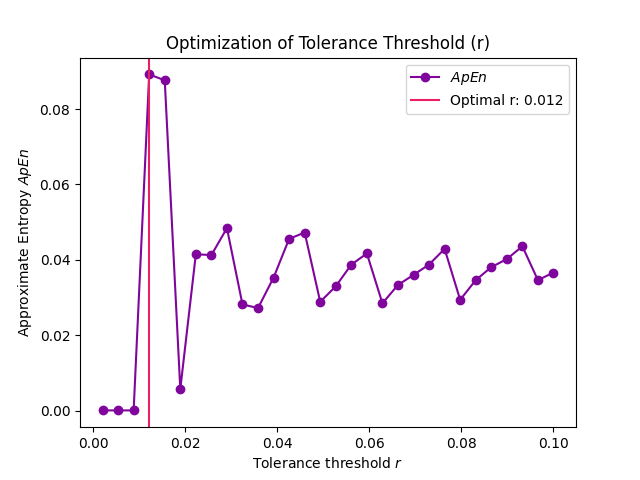 Optimization of Tolerance Threshold (r)
ApEn
Optimal r: 0.012
Approximate Entropy ApEn
0.08
0.06
0.04
0.02
0.00
0.00 0.02 0.04 0.06 0.08 0.10
Tolerance threshold r